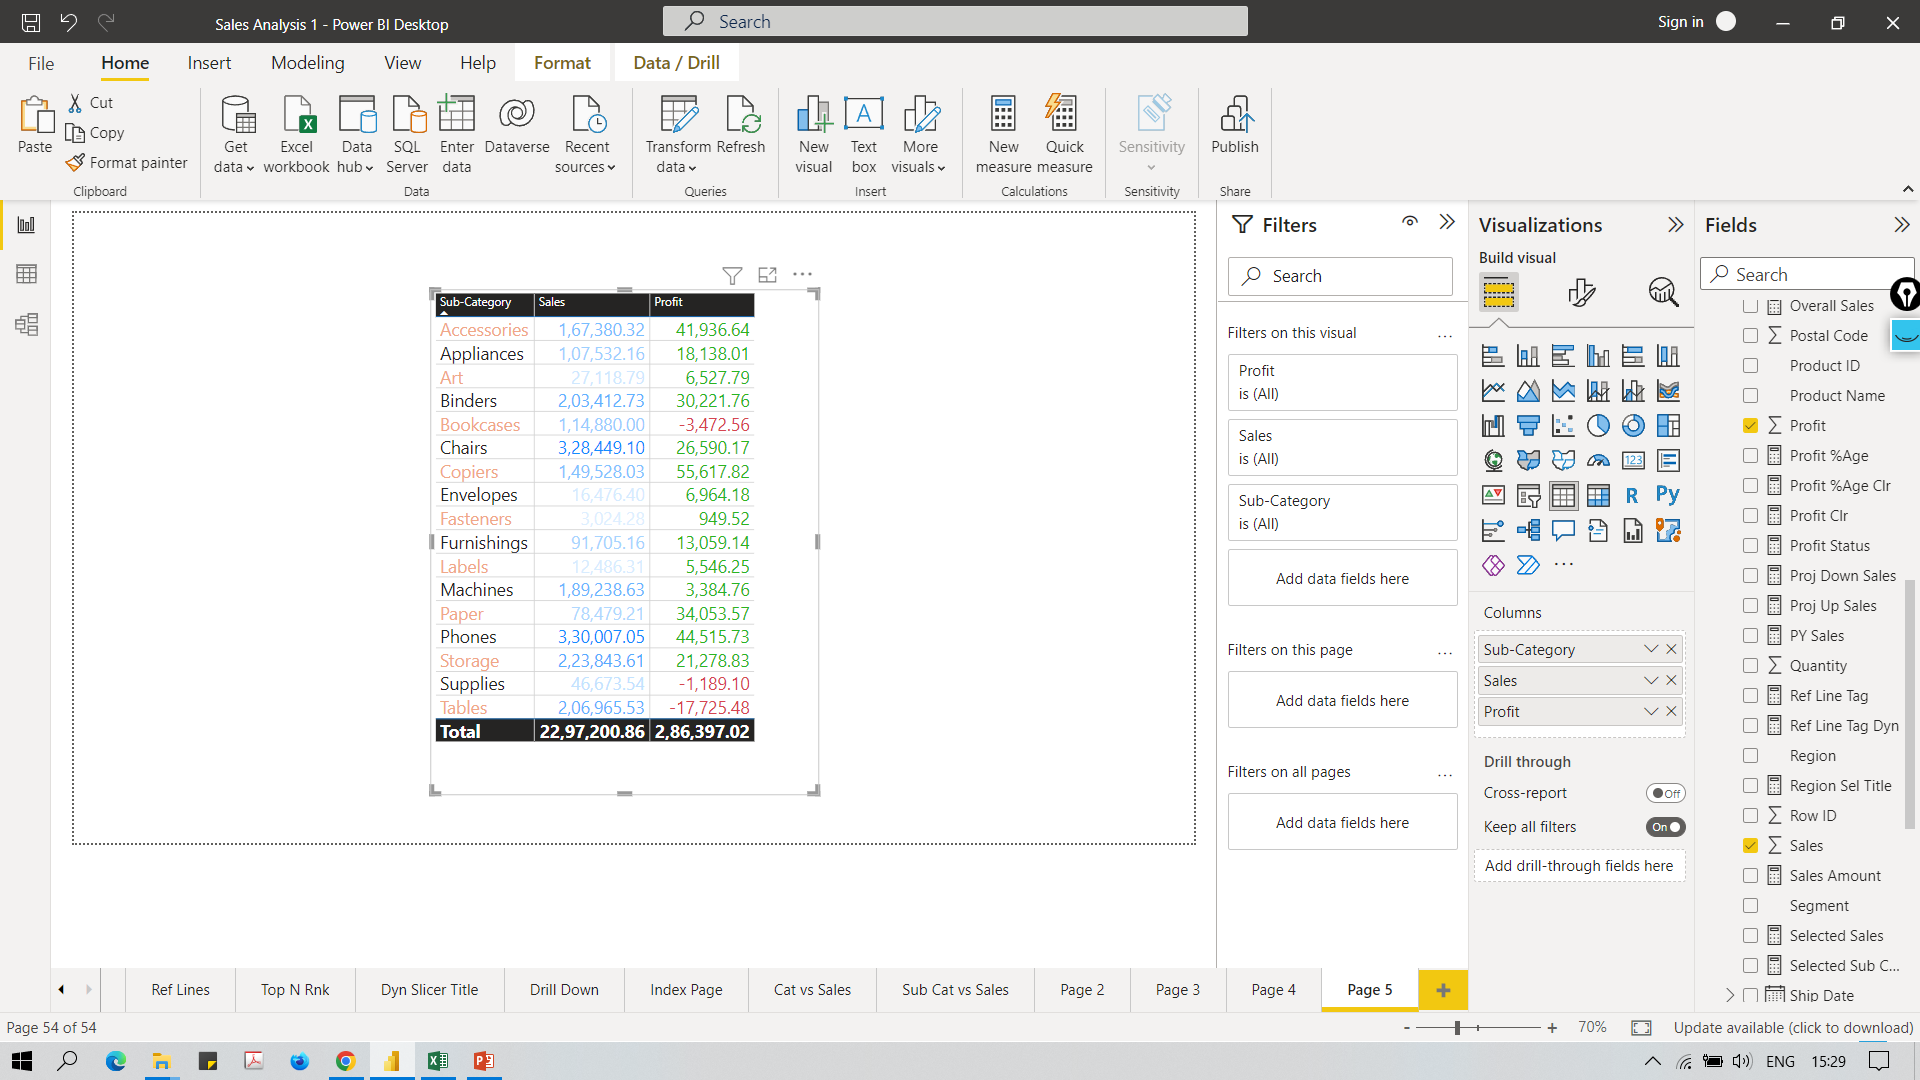 Sales Analysis 1 - Power BI Desktop
Search
Sign in
File
Home
Insert
Modeling
View
Help
Format
Data / Drill
Paste
Cut
Copy
Format painter
Clipboard
Get data
Excel workbook
Data hub
SQL Server
Enter data
Dataverse
Recent sources
Data
Transform data
Refresh
Queries
New visual
Text box
More visuals
Insert
New measure
Quick measure
Calculations
Sensitivity
Sensitivity
Publish
Share
Sub-Category Sales Profit
Accessories 1,67,380.32 41,936.64
Appliances 1,07,532.16 18,138.01
Art 27,118.79 6,527.79
Binders 2,03,412.73 30,221.76
Bookcases 1,14,880.00 -3,472.56
Chairs 3,28,449.10 26,590.17
Copiers 1,49,528.03 55,617.82
Envelopes 16,476.40 6,964.18
Fasteners 3,024.28 949.52
Furnishings 91,705.16 13,059.14
Labels 12,486.31 5,546.25
Machines 1,89,238.63 3,384.76
Paper 78,479.21 34,053.57
Phones 3,30,007.05 44,515.73
Storage 2,23,843.61 21,278.83
Supplies 46,673.54 -1,189.10
Tables 2,06,965.53 -17,725.48
Total 22,97,200.86 2,86,397.02
Filters
Search
Filters on this visual ...
Profit
is (All)
Sales
is (All)
Sub-Category
is (All)
Add data fields here
Filters on this page ...
Add data fields here
Filters on all pages ...
Add data fields here
Visualizations
Build visual
123
R
Py
...
Columns
Sub-Category
Sales
Profit
Drill through
Cross-report Off
Keep all filters On
Add drill-through fields here
Fields
Search
Overall Sales
Postal Code
Product ID
Product Name
Profit
Profit %Age
Profit %Age Clr
Profit Clr
Profit Status
Proj Down Sales
Proj Up Sales
PY Sales
Quantity
Ref Line Tag
Ref Line Tag Dyn
Region
Region Sel Title
Row ID
Sales
Sales Amount
Segment
Selected Sales
Selected Sub C...
Ship Date
Ref Lines
Top N Rnk
Dyn Slicer Title
Drill Down
Index Page
Cat vs Sales
Sub Cat vs Sales
Page 2
Page 3
Page 4
Page 5
Page 54 of 54
- + 70%
Update available (click to download)
ENG 15:29